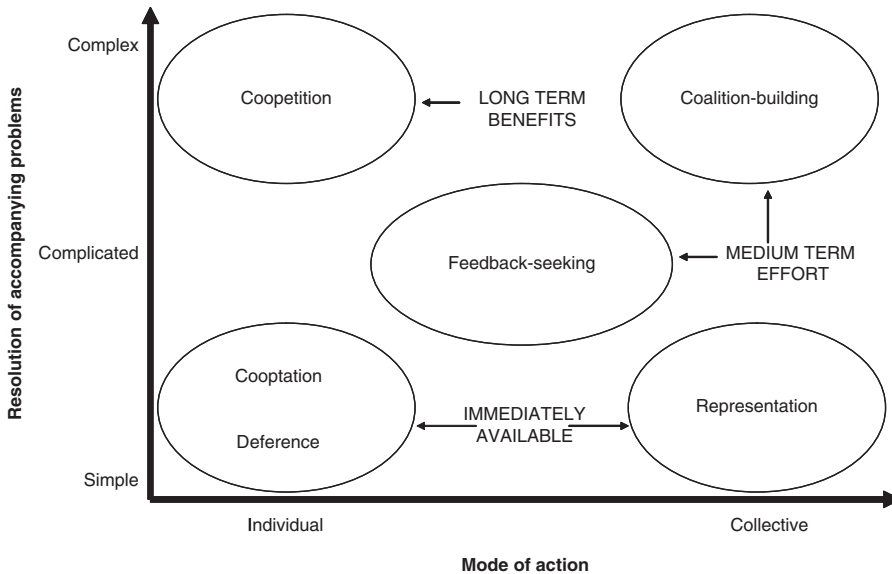 Resolution of accompanying problems
Complex
Complicated
Simple
Coopetition
LONG TERM
BENEFITS
Coalition-building
Feedback-seeking
MEDIUM TERM
EFFORT
Cooptation
Deference
IMMEDIATELY
AVAILABLE
Representation
Individual
Collective
Mode of action